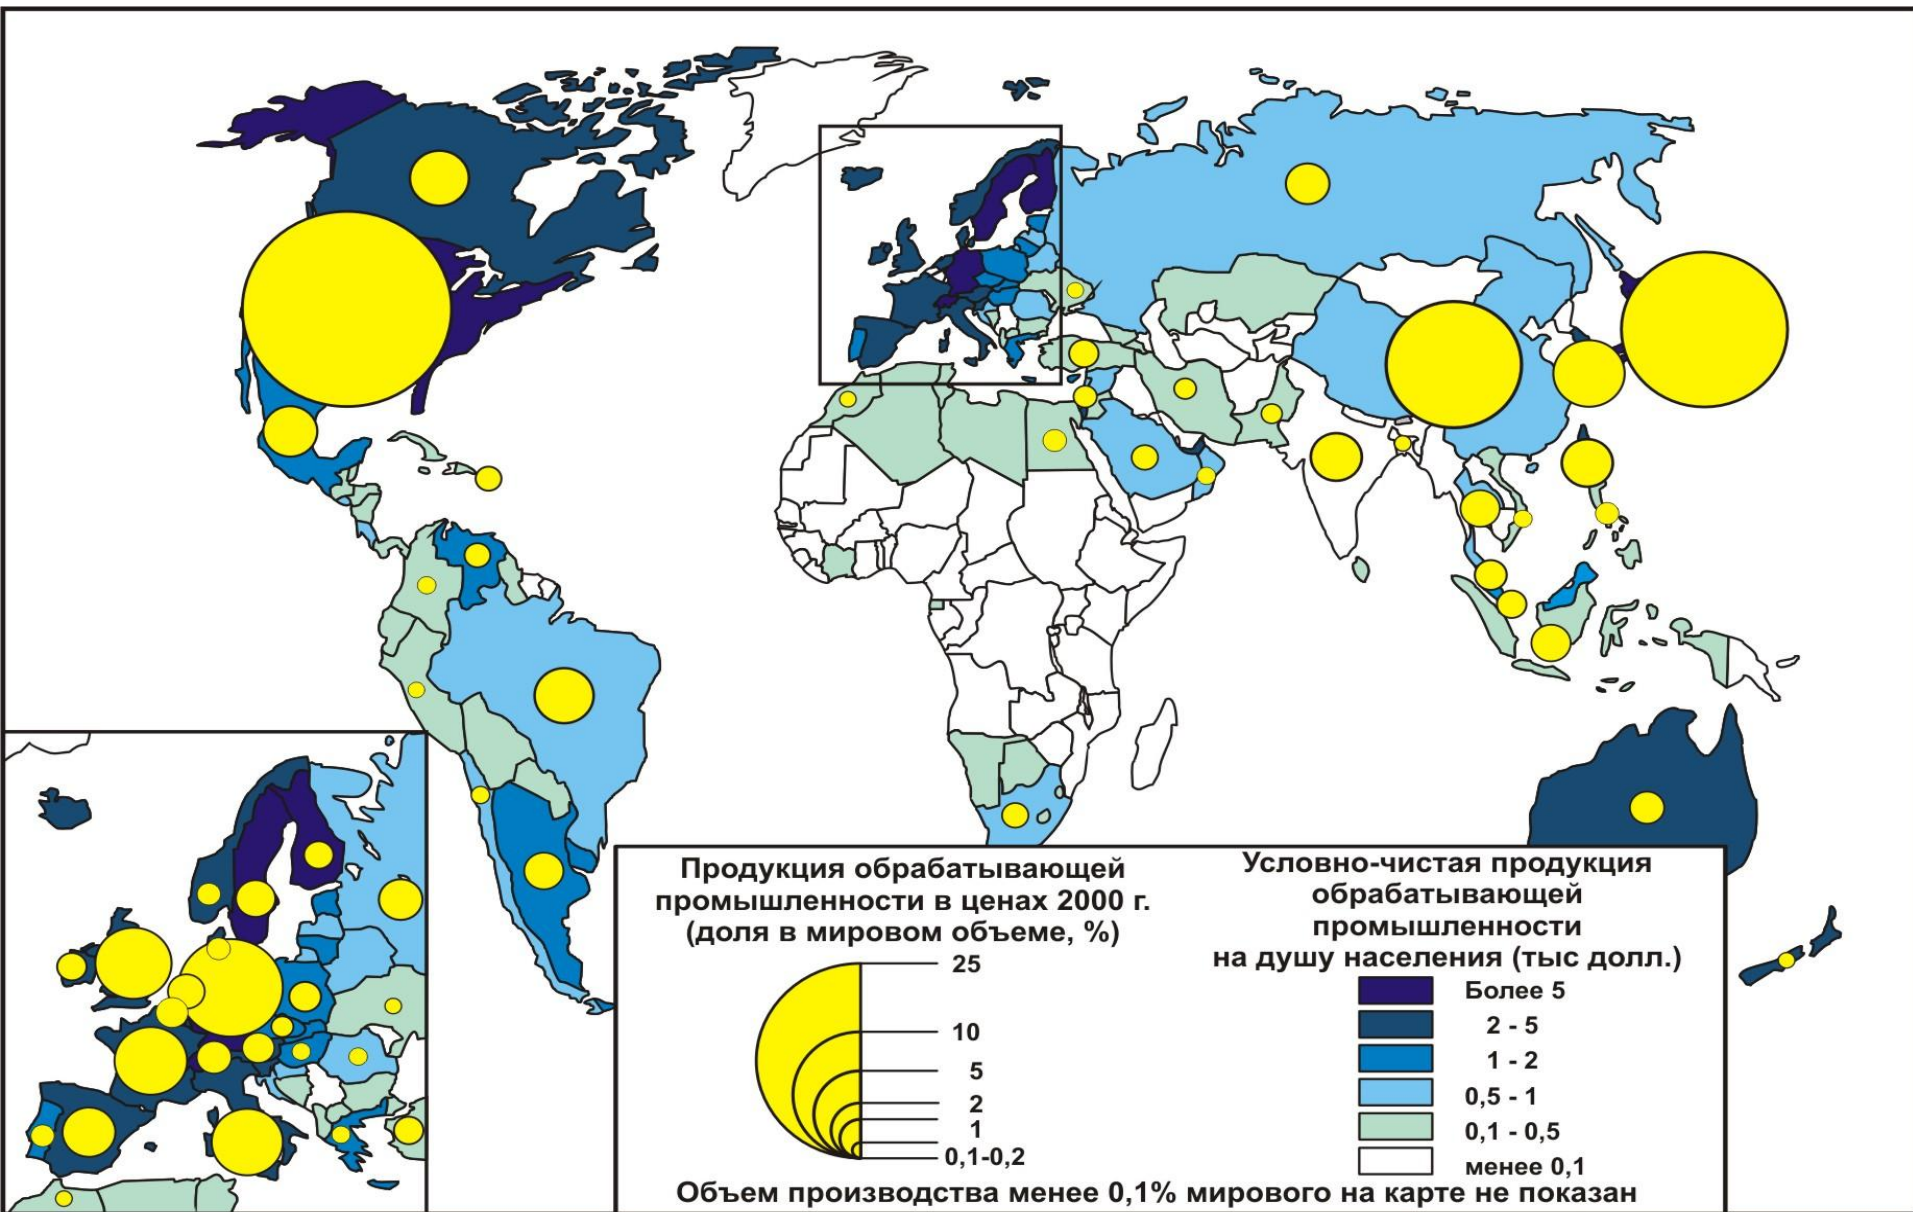 Продукция обрабатывающей
промышленности в ценах 2000 г.
(доля в мировом объеме, %)
25
10
5
2
1
0,1-0,2
Условно-чистая продукция
обрабатывающей
промышленности
на душу населения (тыс долл.)
Более 5
2 - 5
1 - 2
0,5 - 1
0,1 - 0,5
менее 0,1
Объем производства менее 0,1% мирового на карте не показан